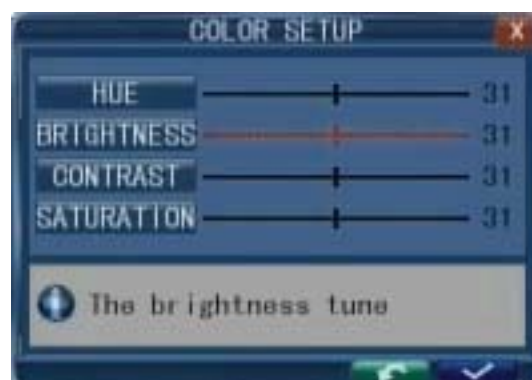 COLOR SETUP X
HUE 31
BRIGHTNESS 31
CONTRAST 31
SATURATION 31
The brightness tune